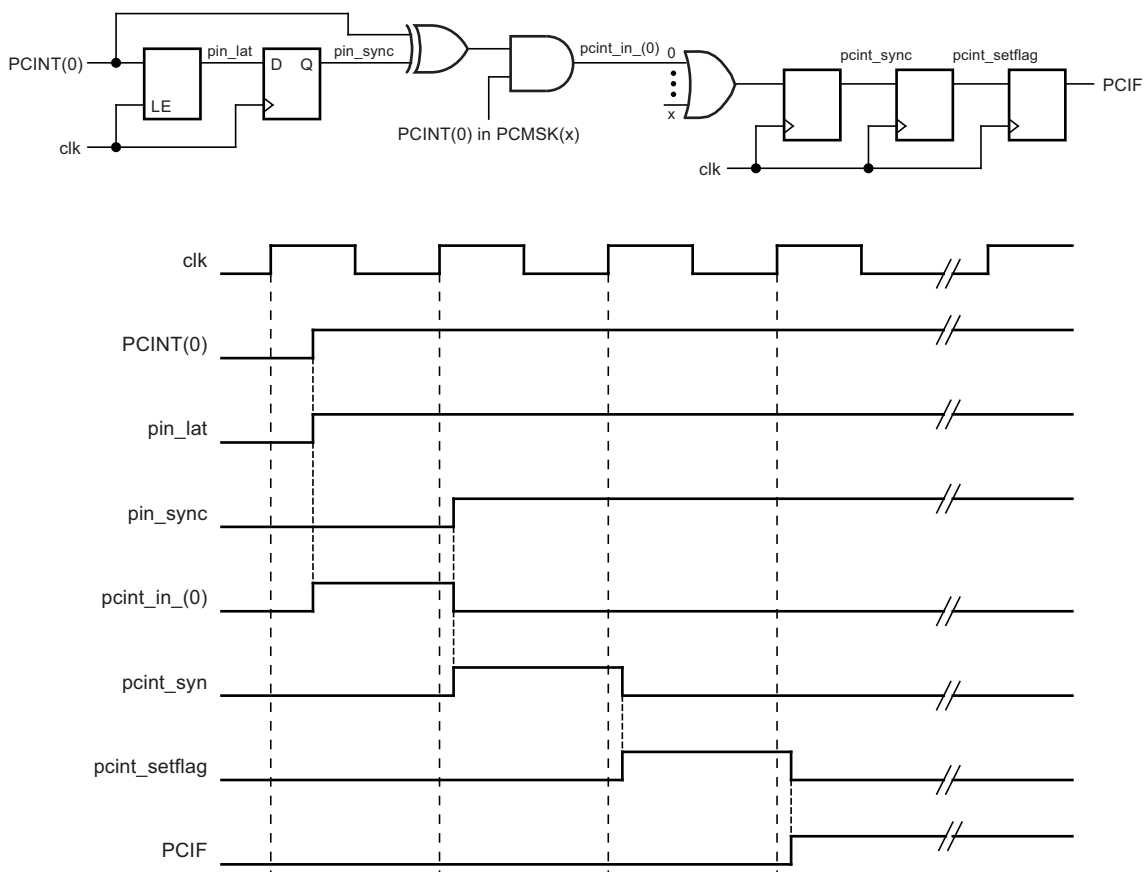 PCINT(0)
pin_lat
pin_sync
LE
D Q
clk
PCINT(0) in PCMSK(x)
pcint_in_(0)
0
x
pcint_sync
pcint_setflag
PCIF
clk
clk
PCINT(0)
pin_lat
pin_sync
pcint_in_(0)
pcint_syn
pcint_setflag
PCIF